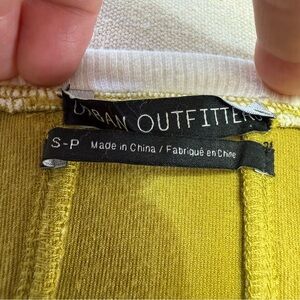 URBAN OUTFITTERS
S-P Made in China / Fabriqué en Chine